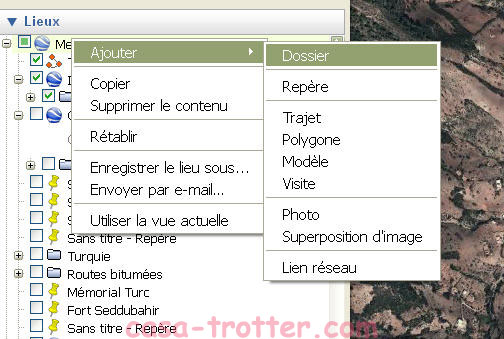 Lieux
Me
Ajouter
Dossier
Copier
Repère
Supprimer le contenu
Trajet
Rétablir
Polygone
Modèle
Enregistrer le lieu sous...
Visite
Envoyer par e-mail...
Utiliser la vue actuelle
Photo
Sans titre - Repère
Superposition d'image
Turquie
Lien réseau
Routes bitumées
Mémorial Turc
Fort Seddubahir
Sans titre - Repère
casa-trotter.com